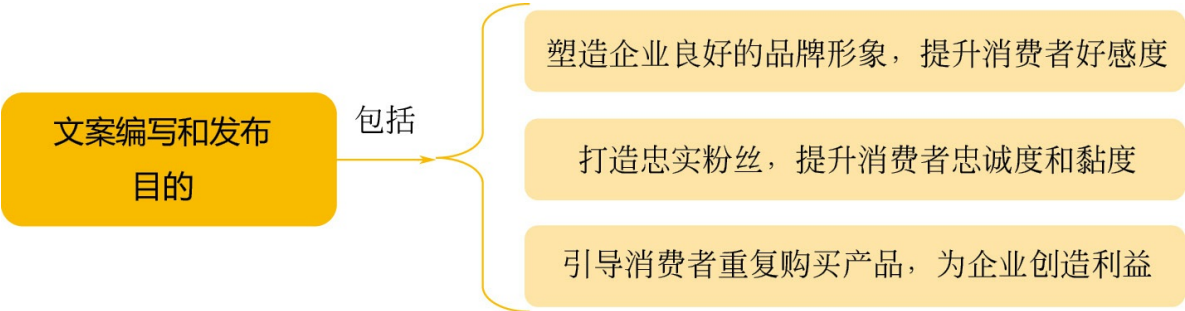 文案编写和发布
目的
包括
塑造企业良好的品牌形象，提升消费者好感度
打造忠实粉丝，提升消费者忠诚度和黏度
引导消费者重复购买产品，为企业创造利益